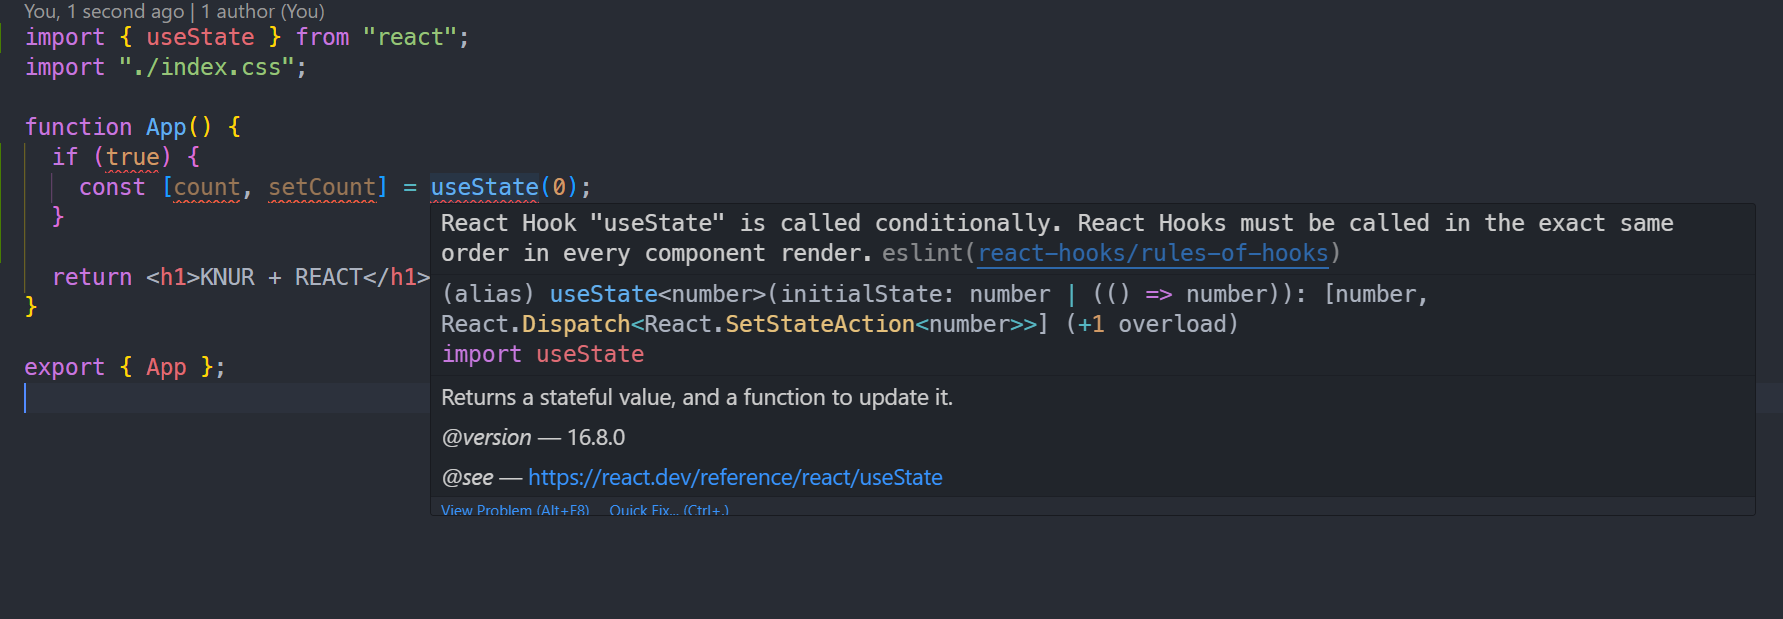 You, 1 second ago | 1 author (You)
import { useState } from "react";
import "./index.css";
function App() {
if (true) {
const [count, setCount] = useState(0);
}
return <h1>KNUR + REACT</h1>
}
export { App };
React Hook "useState" is called conditionally. React Hooks must be called in the exact same
order in every component render. eslint(react-hooks/rules-of-hooks)
(alias) useState<number>(initialState: number | (() => number)): [number,
React.Dispatch<React.SetStateAction<number>>] (+1 overload)
import useState
Returns a stateful value, and a function to update it.
@version — 16.8.0
@see — https://react.dev/reference/react/useState
View Problem (Alt+F8) Quick Fix... (Ctrl+.)